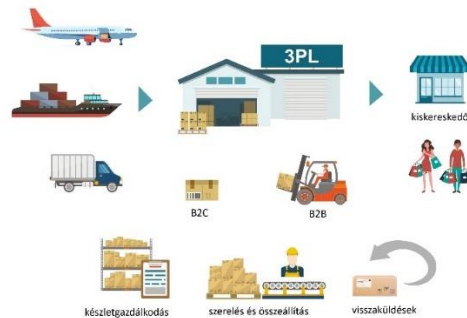 3PL
kiskereskedő
B2C
B2B
készletgazdálkodás
szerelés és összeállítás
visszaküldések